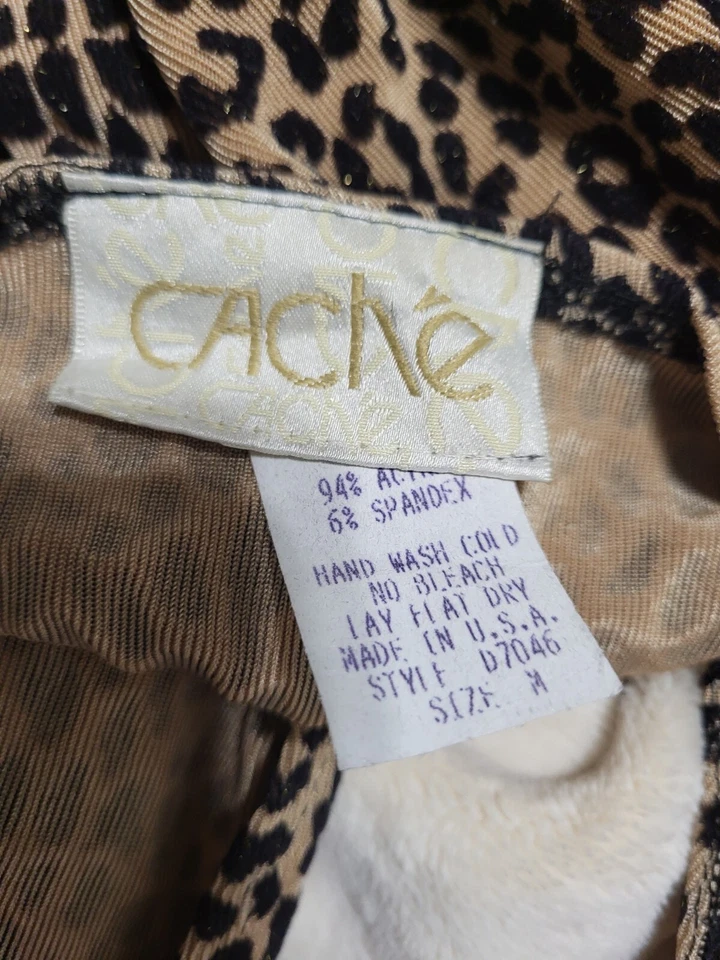 CAChé
94%
6% SPANDEX
HAND WASH COLD
NO BLEACH
LAY FLAT DRY
MADE IN U.S.A.
STYLE D7046
SIZE M